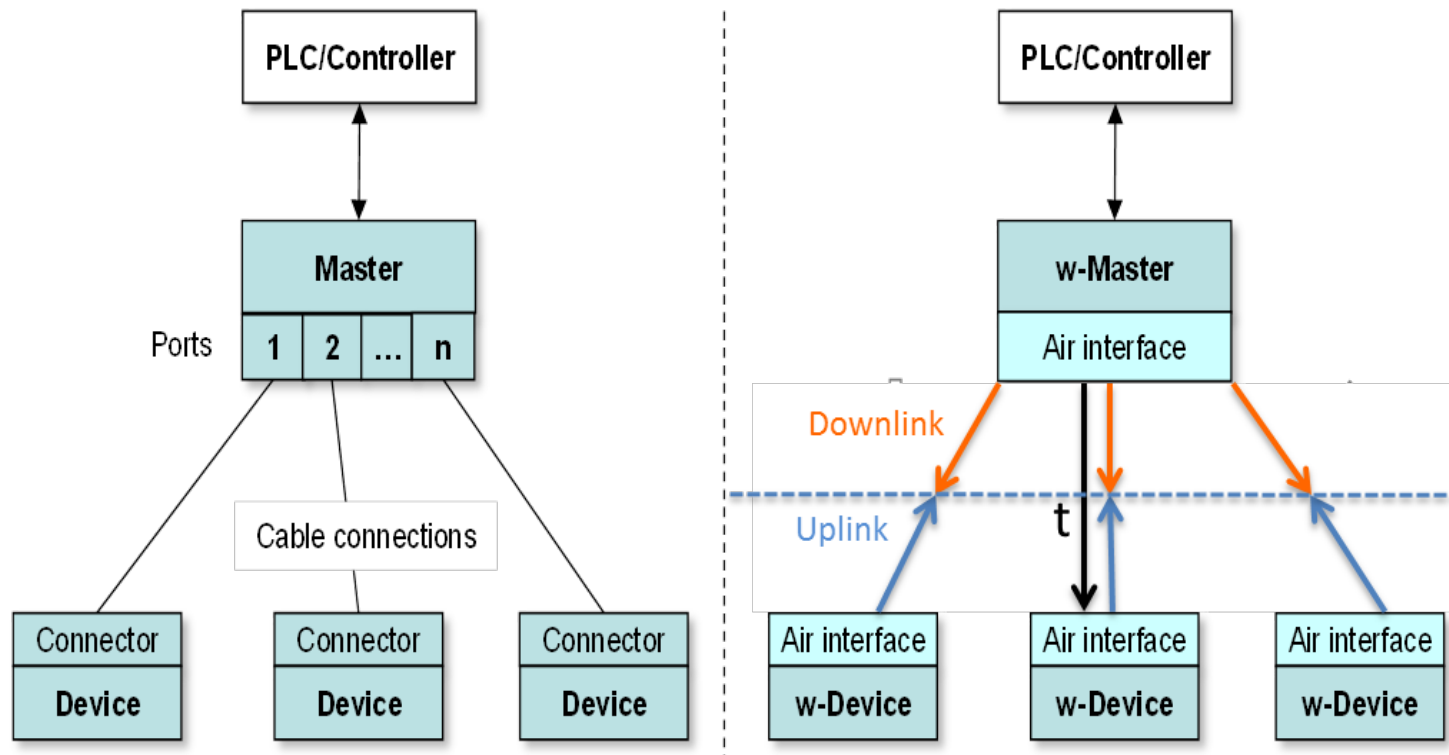 PLC/Controller
Master
Ports 1 2 ... n
Cable connections
Connector Connector Connector
Device Device Device
PLC/Controller
w-Master
Air interface
Downlink
t
Uplink
Air interface Air interface Air interface
w-Device w-Device w-Device